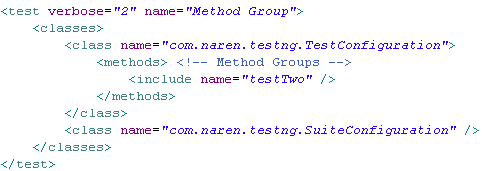 <test verbose="2" name="Method Group">
    <classes>
        <class name="com.naren.testng.TestConfiguration">
            <methods> <!-- Method Groups -->
                <include name="testTwo" />
            </methods>
        </class>
        <class name="com.naren.testng.SuiteConfiguration" />
    </classes>
</test>